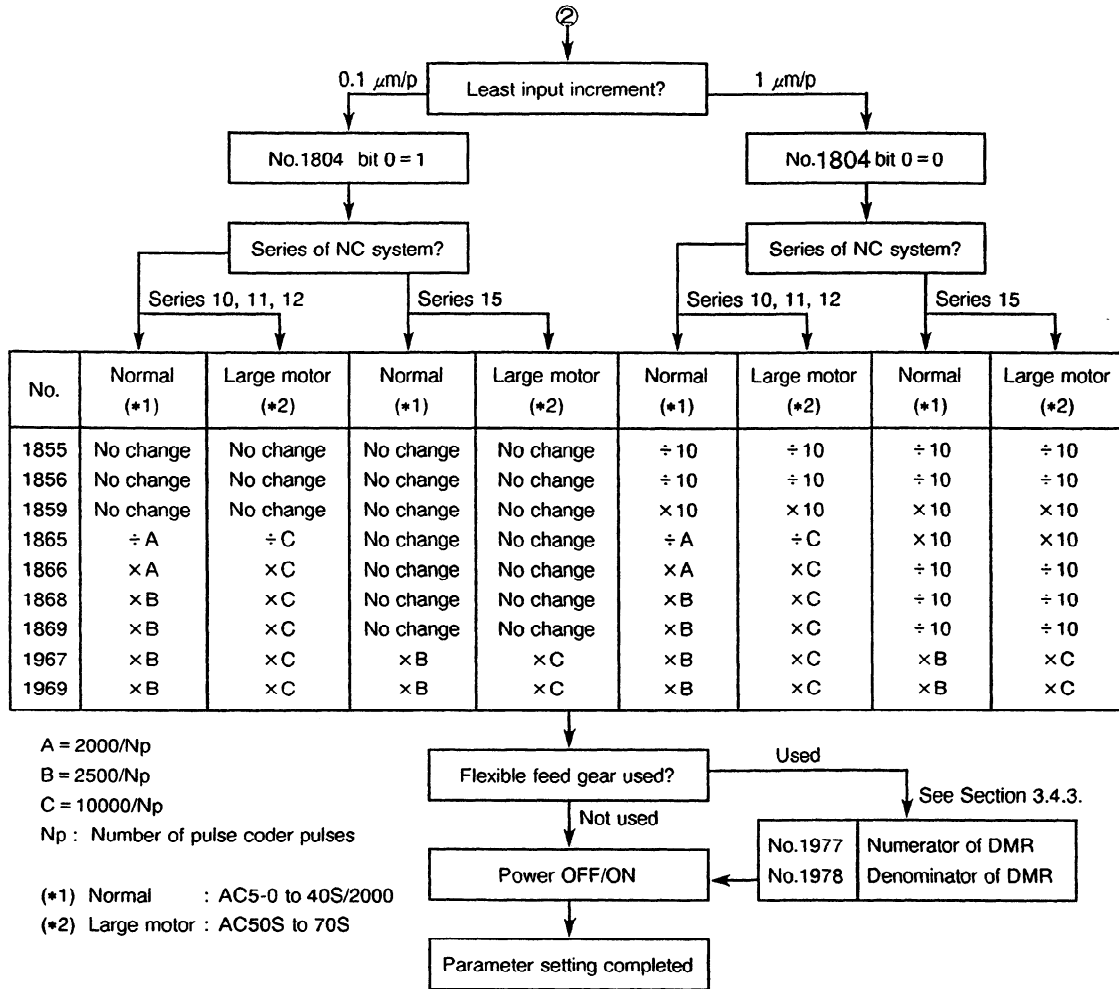 ②
Least input increment?
0.1 μm/p
1 μm/p
No.1804 bit 0 = 1
No.1804 bit 0 = 0
Series of NC system?
Series of NC system?
Series 10, 11, 12
Series 15
Series 10, 11, 12
Series 15
No. Normal (*1) Large motor (*2) Normal (*1) Large motor (*2) Normal (*1) Large motor (*2) Normal (*1) Large motor (*2)
1855 No change No change No change No change ÷10 ÷10 ÷10 ÷10
1856 No change No change No change No change ÷10 ÷10 ÷10 ÷10
1859 No change No change No change No change ×10 ×10 ×10 ×10
1865 ÷A ÷C No change No change ÷A ÷C ×10 ×10
1866 ×A ×C No change No change ×A ×C ÷10 ÷10
1868 ×B ×C No change No change ×B ×C ÷10 ÷10
1869 ×B ×C No change No change ×B ×C ÷10 ÷10
1967 ×B ×C ×B ×C ×B ×C ×B ×C
1969 ×B ×C ×B ×C ×B ×C ×B ×C
A = 2000/Np
B = 2500/Np
C = 10000/Np
Np : Number of pulse coder pulses
(*1) Normal : AC5-0 to 40S/2000
(*2) Large motor : AC50S to 70S
Flexible feed gear used?
Used
See Section 3.4.3.
Not used
No.1977 Numerator of DMR
No.1978 Denominator of DMR
Power OFF/ON
Parameter setting completed